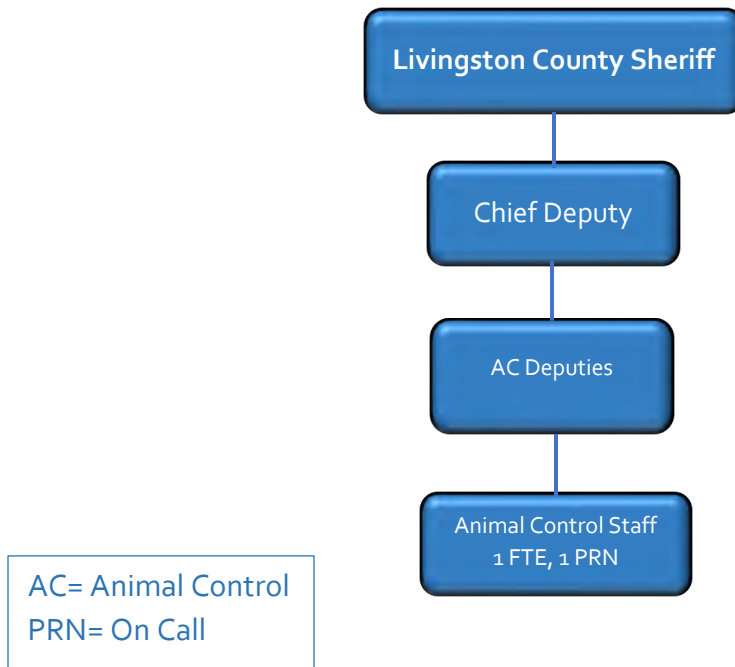 Livingston County Sheriff
Chief Deputy
AC Deputies
Animal Control Staff
1 FTE, 1 PRN
AC= Animal Control
PRN= On Call